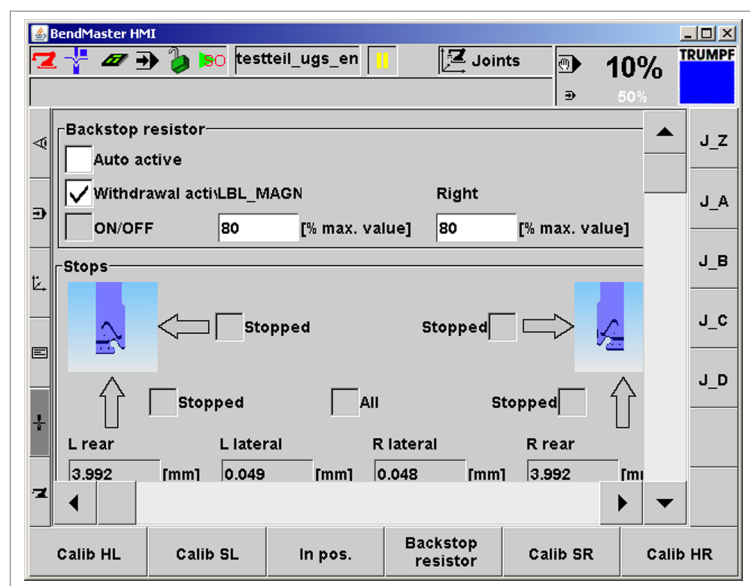 BendMaster HMI
SO testteil_ugs_en Joints 10% TRUMPF
50%
Backstop resistor
Auto active
Withdrawal acti\LBL_MAGN Right
ON/OFF 80 [% max. value] 80 [% max. value]
Stops
Stopped Stopped
Stopped All Stopped
L rear L lateral R lateral R rear
3.992 [mm] 0.049 [mm] 0.048 [mm] 3.992 [m
J_Z
J_A
J_B
J_C
J_D
Calib HL Calib SL In pos. Backstop resistor Calib SR Calib HR